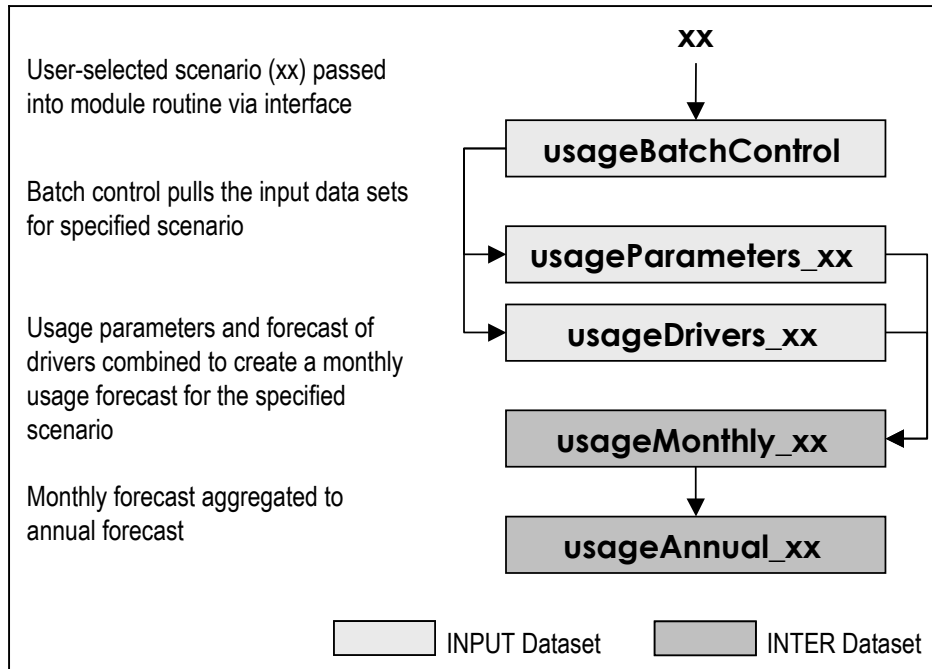 xx
User-selected scenario (xx) passed
into module routine via interface
usageBatchControl
Batch control pulls the input data sets
for specified scenario
usageParameters_xx
usageDrivers_xx
Usage parameters and forecast of
drivers combined to create a monthly
usage forecast for the specified
scenario
usageMonthly_xx
Monthly forecast aggregated to
annual forecast
usageAnnual_xx
INPUT Dataset
INTER Dataset